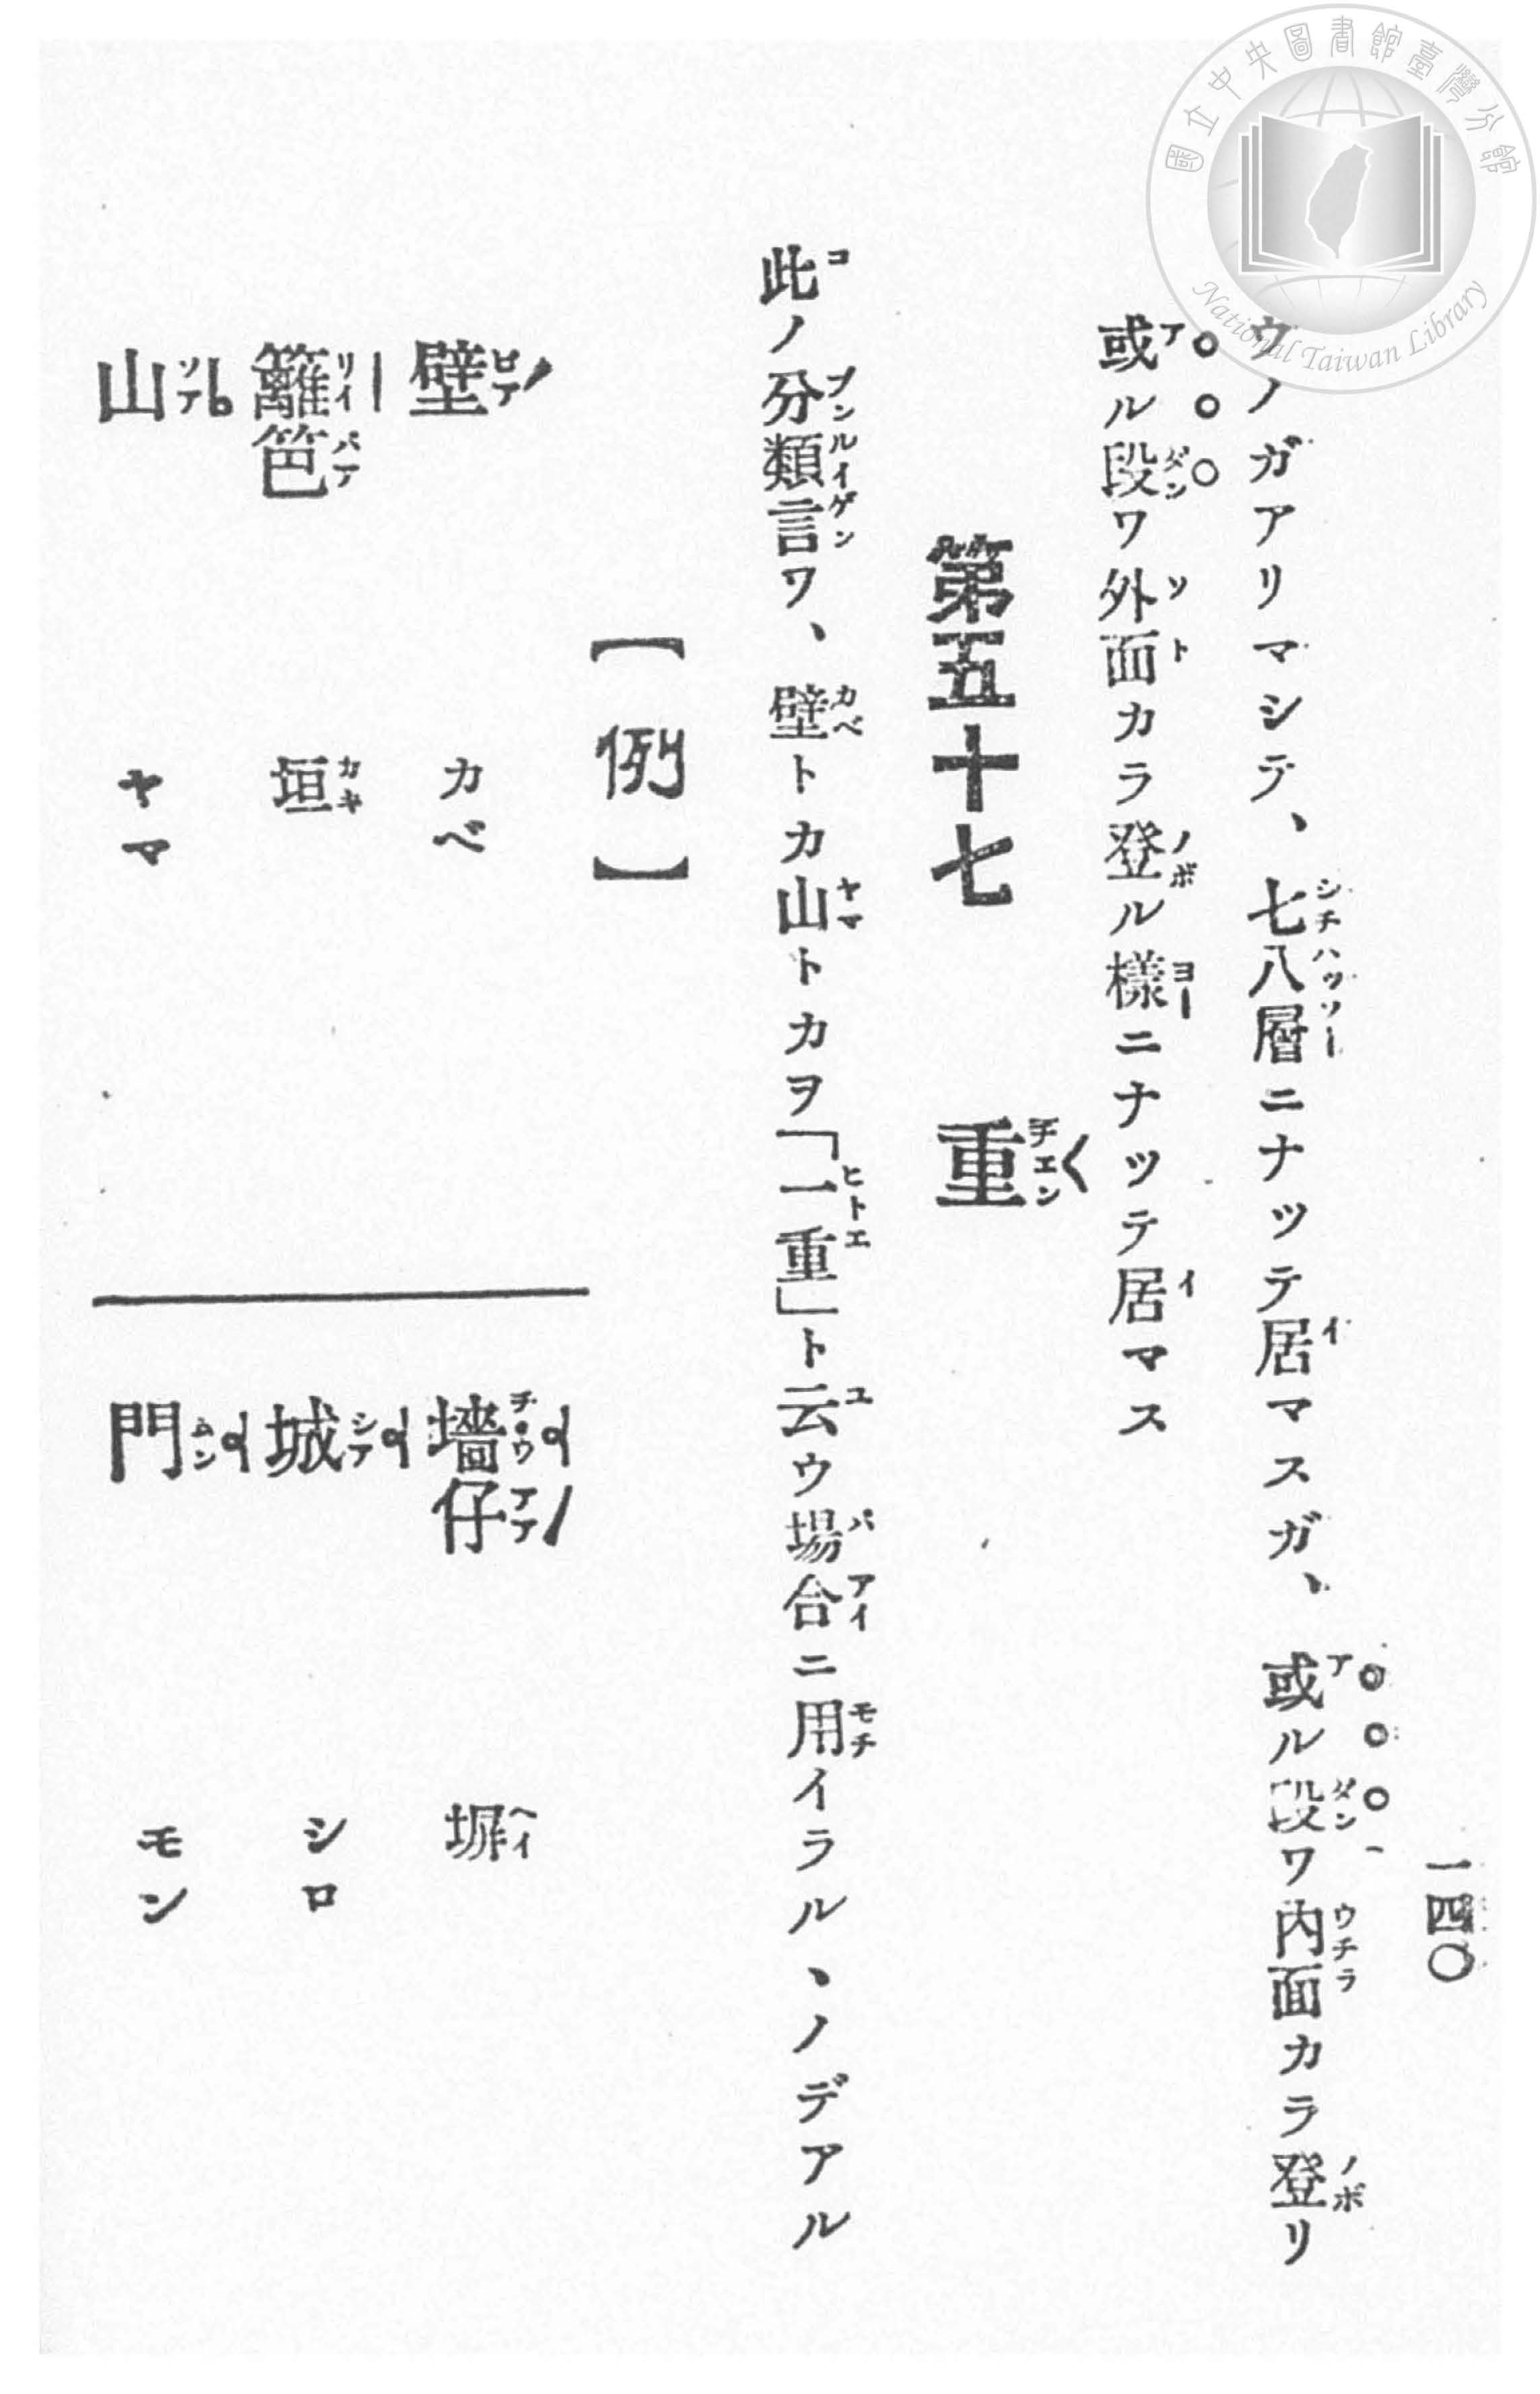 國立中央圖書館臺灣分館
National Taiwan Library
一四〇
ウノガアリマシテ、七八層ニナッテ居マスガ、或ル段ワ內面カラ登リ
或ル段ワ外面カラ登ル樣ニナッテ居マス
第五十七 重
此ノ分類言ワ、壁トカ山トカヲ「一重」ト云ウ場合ニ用イラルヽノデアル
【例】
壁 カベ
籬笆 垣
山 ヤマ
墻仔 塀
城 シロ
門 モン